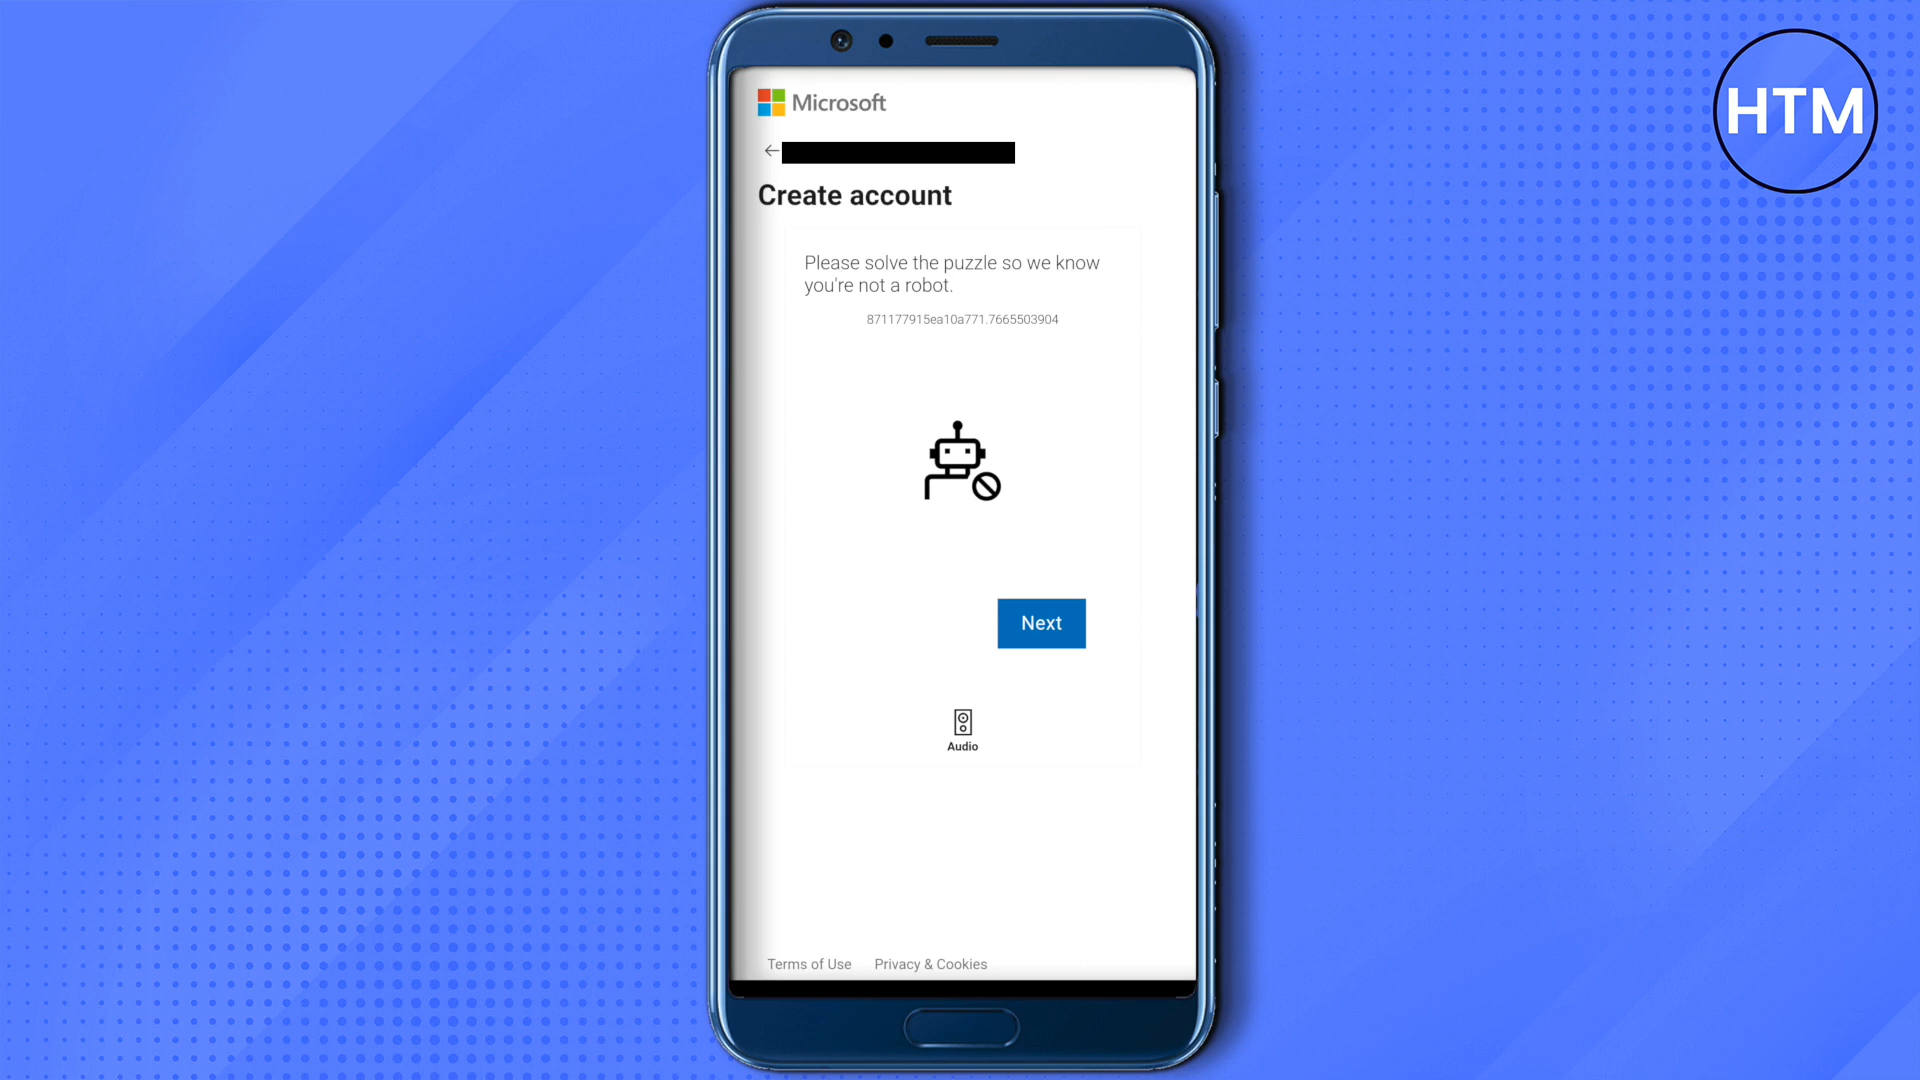 HTM
Microsoft
Create account
Please solve the puzzle so we know
you're not a robot.
871177915ea10a771.7665503904
Next
Audio
Terms of Use Privacy & Cookies